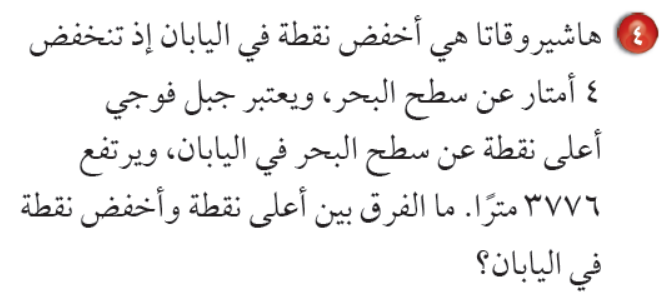 ٤ هاشيروقاتا هي أخفض نقطة في اليابان إذ تنخفض
٤ أمتار عن سطح البحر، ويعتبر جبل فوجي
أعلى نقطة عن سطح البحر في اليابان، ويرتفع
٣٧٧٦ مترًا. ما الفرق بين أعلى نقطة وأخفض نقطة
في اليابان؟